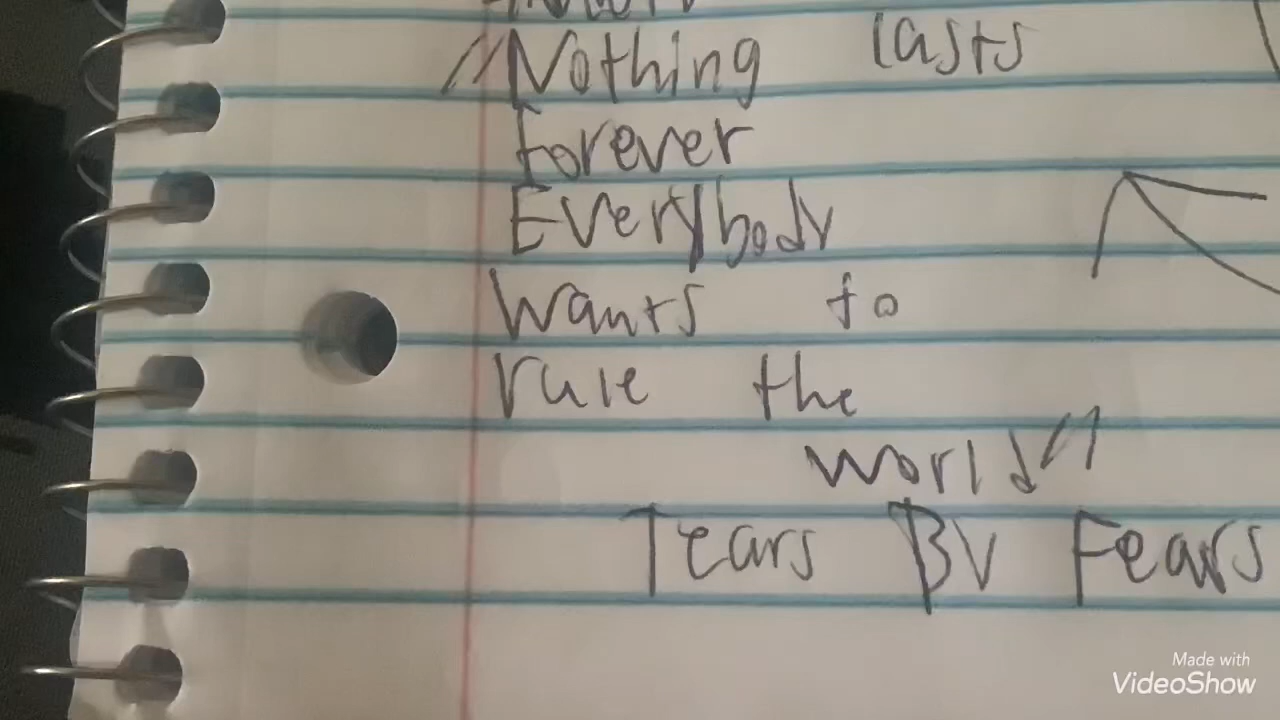 //Nothing lasts
Forever
Everybody
wants to
rule the
world"
Tears By Fears
Made with
VideoShow